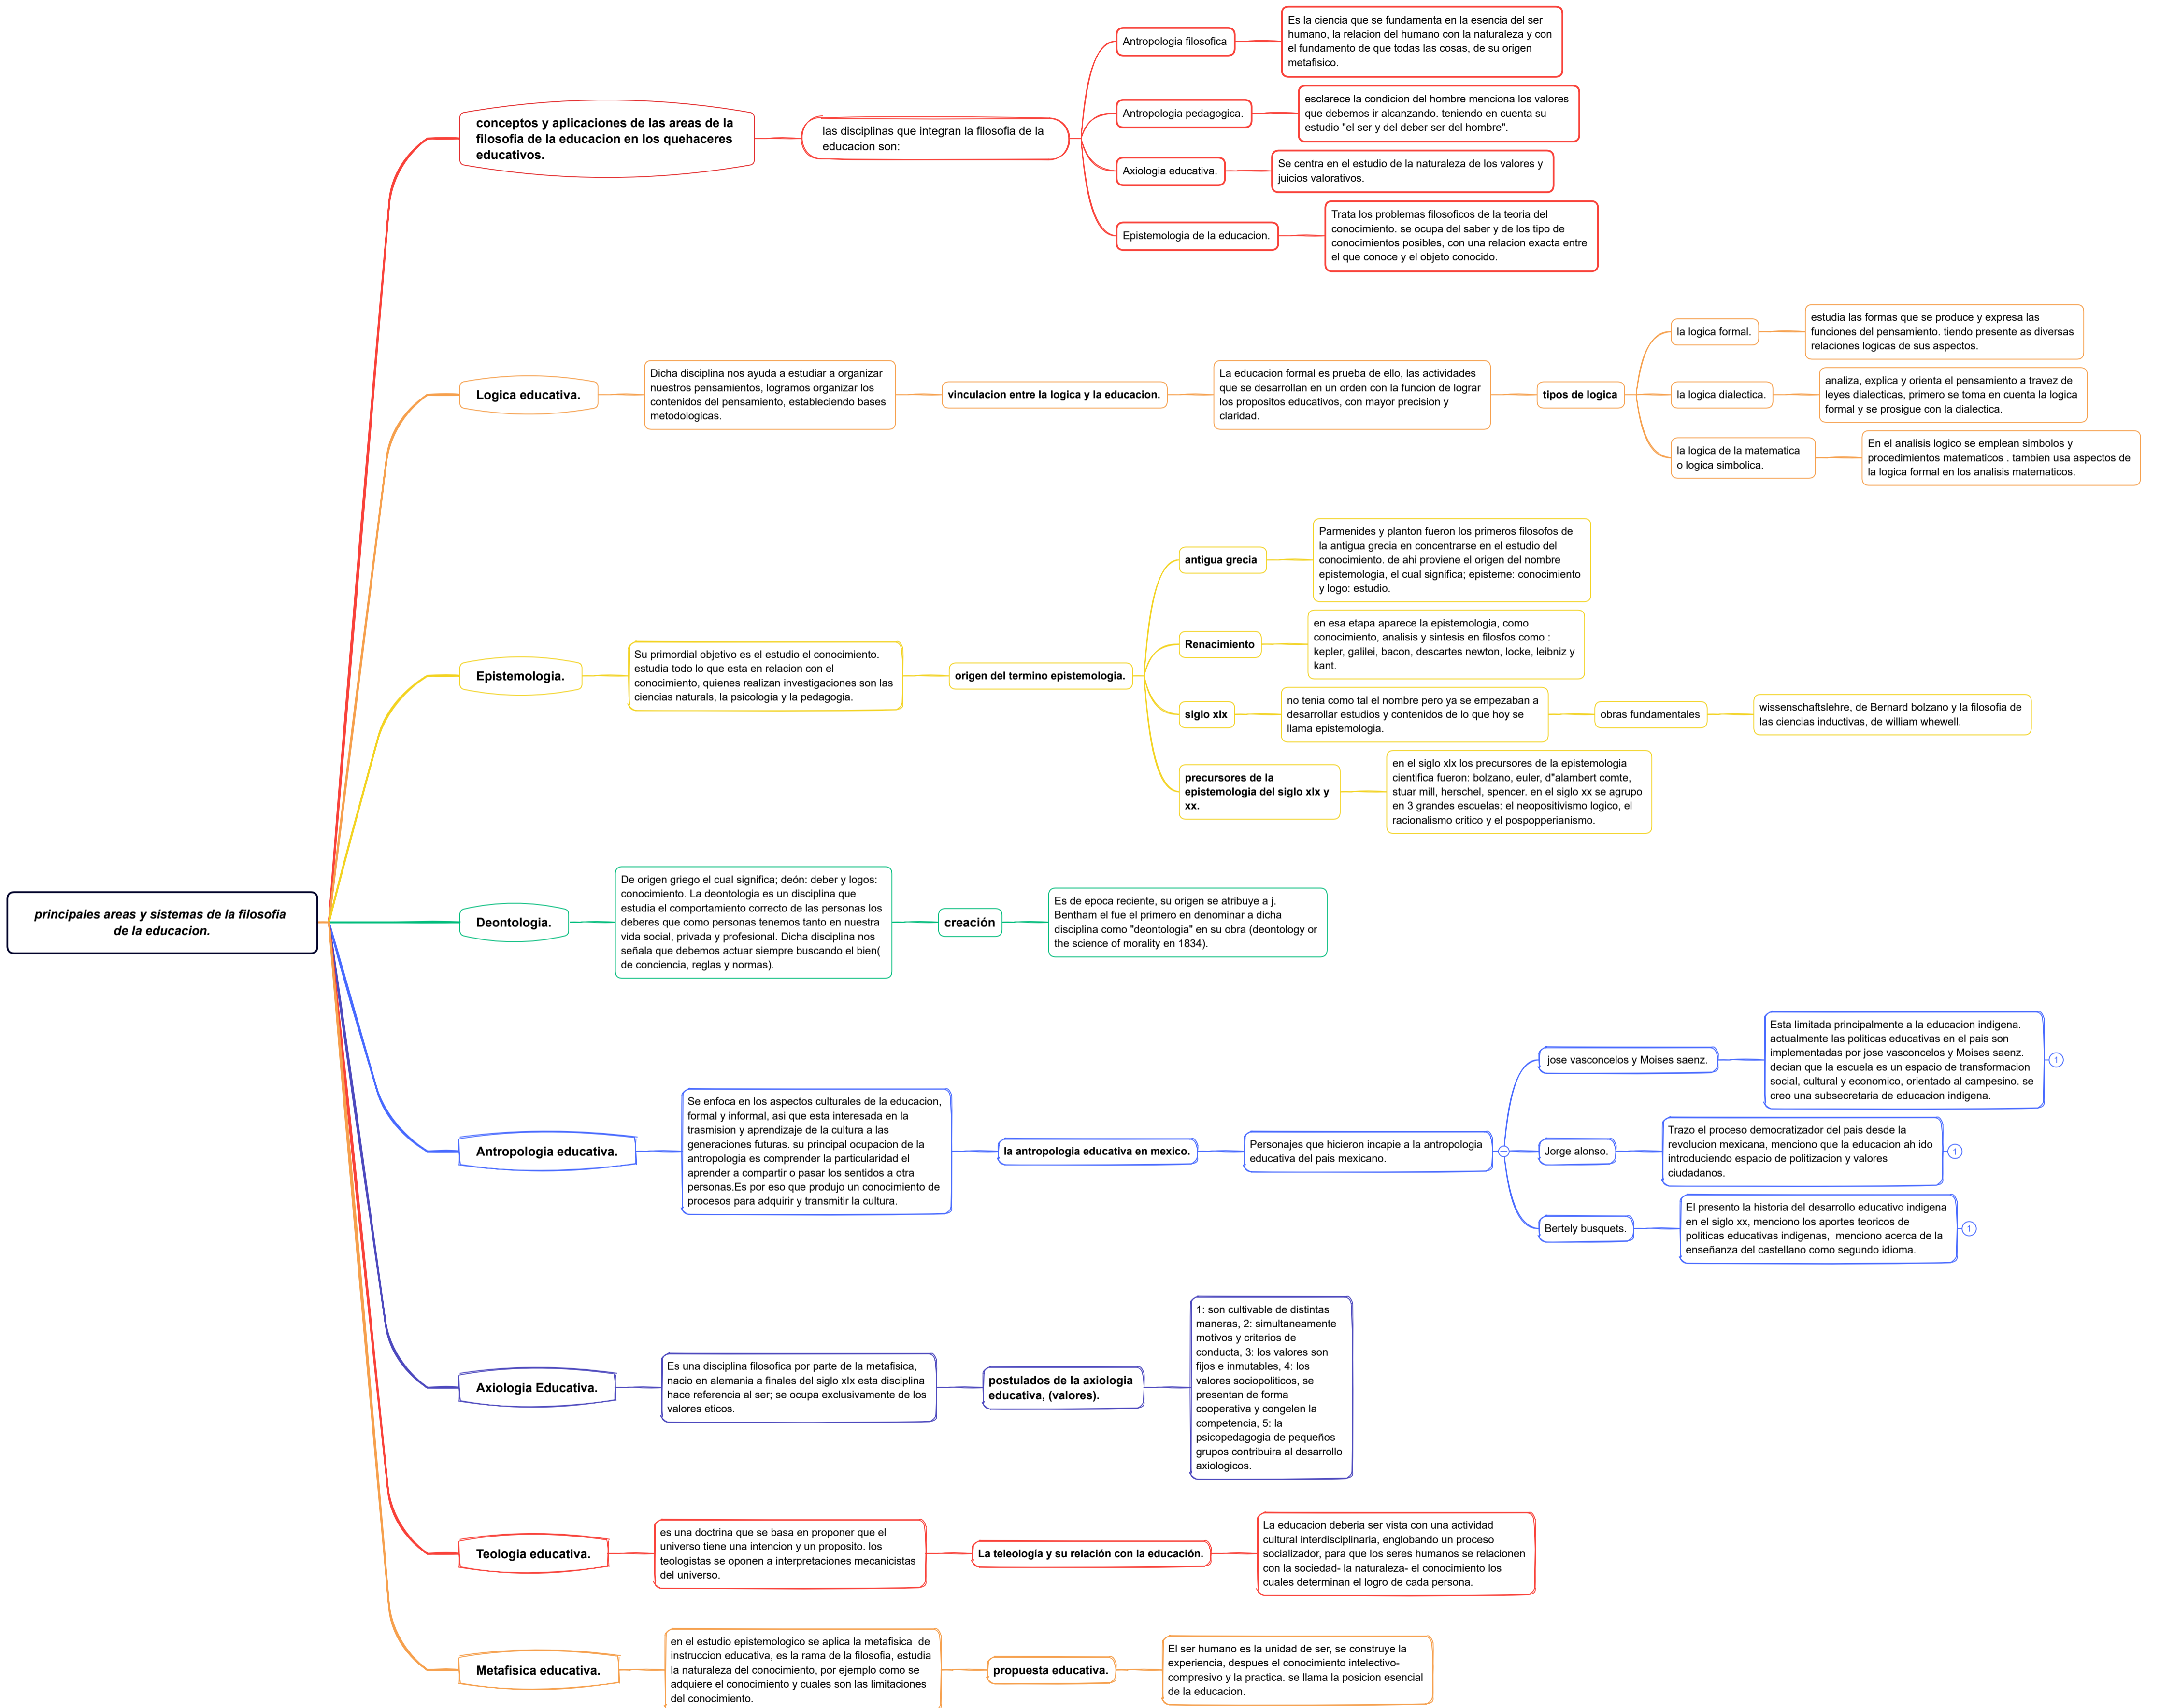 principales areas y sistemas de la filosofia
de la educacion.
conceptos y aplicaciones de las areas de la
filosofia de la educacion en los quehaceres
educativos.
las disciplinas que integran la filosofia de la
educacion son:
Antropologia filosofica
Es la ciencia que se fundamenta en la esencia del ser
humano, la relacion del humano con la naturaleza y con
el fundamento de que todas las cosas, de su origen
metafisico.
Antropologia pedagogica.
esclarece la condicion del hombre menciona los valores
que debemos ir alcanzando. teniendo en cuenta su
estudio "el ser y del deber ser del hombre".
Axiologia educativa.
Se centra en el estudio de la naturaleza de los valores y
juicios valorativos.
Epistemologia de la educacion.
Trata los problemas filosoficos de la teoria del
conocimiento. se ocupa del saber y de los tipo de
conocimientos posibles, con una relacion exacta entre
el que conoce y el objeto conocido.
Logica educativa.
Dicha disciplina nos ayuda a estudiar a organizar
nuestros pensamientos, logramos organizar los
contenidos del pensamiento, estableciendo bases
metodologicas.
vinculacion entre la logica y la educacion.
La educacion formal es prueba de ello, las actividades
que se desarrollan en un orden con la funcion de lograr
los propositos educativos, con mayor precision y
claridad.
tipos de logica
la logica formal.
estudia las formas que se produce y expresa las
funciones del pensamiento. tiendo presente as diversas
relaciones logicas de sus aspectos.
la logica dialectica.
analiza, explica y orienta el pensamiento a travez de
leyes dialecticas, primero se toma en cuenta la logica
formal y se prosigue con la dialectica.
la logica de la matematica
o logica simbolica.
En el analisis logico se emplean simbolos y
procedimientos matematicos . tambien usa aspectos de
la logica formal en los analisis matematicos.
Epistemologia.
Su primordial objetivo es el estudio el conocimiento.
estudia todo lo que esta en relacion con el
conocimiento, quienes realizan investigaciones son las
ciencias naturals, la psicologia y la pedagogia.
origen del termino epistemologia.
antigua grecia
Parmenides y planton fueron los primeros filosofos de
la antigua grecia en concentrarse en el estudio del
conocimiento. de ahi proviene el origen del nombre
epistemologia, el cual significa; episteme: conocimiento
y logo: estudio.
Renacimiento
en esa etapa aparece la epistemologia, como
conocimiento, analisis y sintesis en filosfos como :
kepler, galilei, bacon, descartes newton, locke, leibniz y
kant.
siglo xlx
no tenia como tal el nombre pero ya se empezaban a
desarrollar estudios y contenidos de lo que hoy se
llama epistemologia.
obras fundamentales
wissenschaftslehre, de Bernard bolzano y la filosofia de
las ciencias inductivas, de william whewell.
precursores de la
epistemologia del siglo xlx y
xx.
en el siglo xlx los precursores de la epistemologia
cientifica fueron: bolzano, euler, d"alambert comte,
stuar mill, herschel, spencer. en el siglo xx se agrupo
en 3 grandes escuelas: el neopositivismo logico, el
racionalismo critico y el pospopperianismo.
Deontologia.
De origen griego el cual significa; deón: deber y logos:
conocimiento. La deontologia es un disciplina que
estudia el comportamiento correcto de las personas los
deberes que como personas tenemos tanto en nuestra
vida social, privada y profesional. Dicha disciplina nos
señala que debemos actuar siempre buscando el bien(
de conciencia, reglas y normas).
creación
Es de epoca reciente, su origen se atribuye a j.
Bentham el fue el primero en denominar a dicha
disciplina como "deontologia" en su obra (deontology or
the science of morality en 1834).
Antropologia educativa.
Se enfoca en los aspectos culturales de la educacion,
formal y informal, asi que esta interesada en la
trasmision y aprendizaje de la cultura a las
generaciones futuras. su principal ocupacion de la
antropologia es comprender la particularidad el
aprender a compartir o pasar los sentidos a otra
personas.Es por eso que produjo un conocimiento de
procesos para adquirir y transmitir la cultura.
la antropologia educativa en mexico.
Personajes que hicieron incapie a la antropologia
educativa del pais mexicano.
jose vasconcelos y Moises saenz.
Esta limitada principalmente a la educacion indigena.
actualmente las politicas educativas en el pais son
implementadas por jose vasconcelos y Moises saenz.
decian que la escuela es un espacio de transformacion
social, cultural y economico, orientado al campesino. se
creo una subsecretaria de educacion indigena.
1
Jorge alonso.
Trazo el proceso democratizador del pais desde la
revolucion mexicana, menciono que la educacion ah ido
introduciendo espacio de politizacion y valores
ciudadanos.
1
Bertely busquets.
El presento la historia del desarrollo educativo indigena
en el siglo xx, menciono los aportes teoricos de
politicas educativas indigenas,  menciono acerca de la
enseñanza del castellano como segundo idioma.
1
Axiologia Educativa.
Es una disciplina filosofica por parte de la metafisica,
nacio en alemania a finales del siglo xlx esta disciplina
hace referencia al ser; se ocupa exclusivamente de los
valores eticos.
postulados de la axiologia
educativa, (valores).
1: son cultivable de distintas
maneras, 2: simultaneamente
motivos y criterios de
conducta, 3: los valores son
fijos e inmutables, 4: los
valores sociopoliticos, se
presentan de forma
cooperativa y congelen la
competencia, 5: la
psicopedagogia de pequeños
grupos contribuira al desarrollo
axiologicos.
Teologia educativa.
es una doctrina que se basa en proponer que el
universo tiene una intencion y un proposito. los
teologistas se oponen a interpretaciones mecanicistas
del universo.
La teleología y su relación con la educación.
La educacion deberia ser vista con una actividad
cultural interdisciplinaria, englobando un proceso
socializador, para que los seres humanos se relacionen
con la sociedad- la naturaleza- el conocimiento los
cuales determinan el logro de cada persona.
Metafisica educativa.
en el estudio epistemologico se aplica la metafisica  de
instruccion educativa, es la rama de la filosofia, estudia
la naturaleza del conocimiento, por ejemplo como se
adquiere el conocimiento y cuales son las limitaciones
del conocimiento.
propuesta educativa.
El ser humano es la unidad de ser, se construye la
experiencia, despues el conocimiento intelectivo-
compresivo y la practica. se llama la posicion esencial
de la educacion.